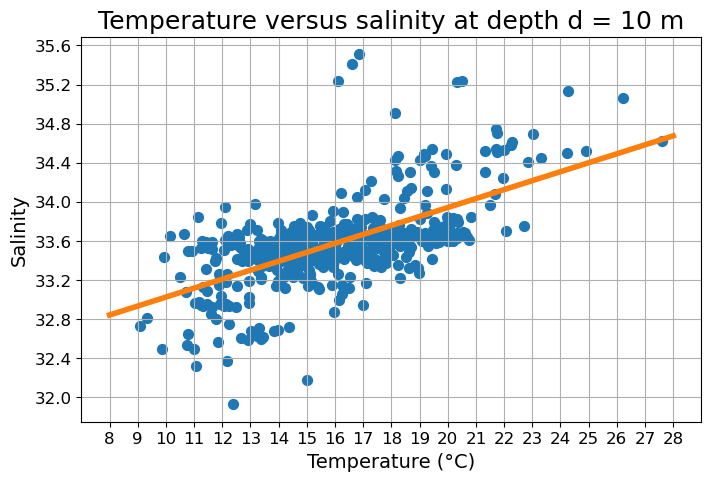 Temperature versus salinity at depth d = 10 m
35.6
35.2
34.8
34.4
34.0
33.6
33.2
32.8
32.4
32.0
Salinity
8 9 10 11 12 13 14 15 16 17 18 19 20 21 22 23 24 25 26 27 28
Temperature (°C)